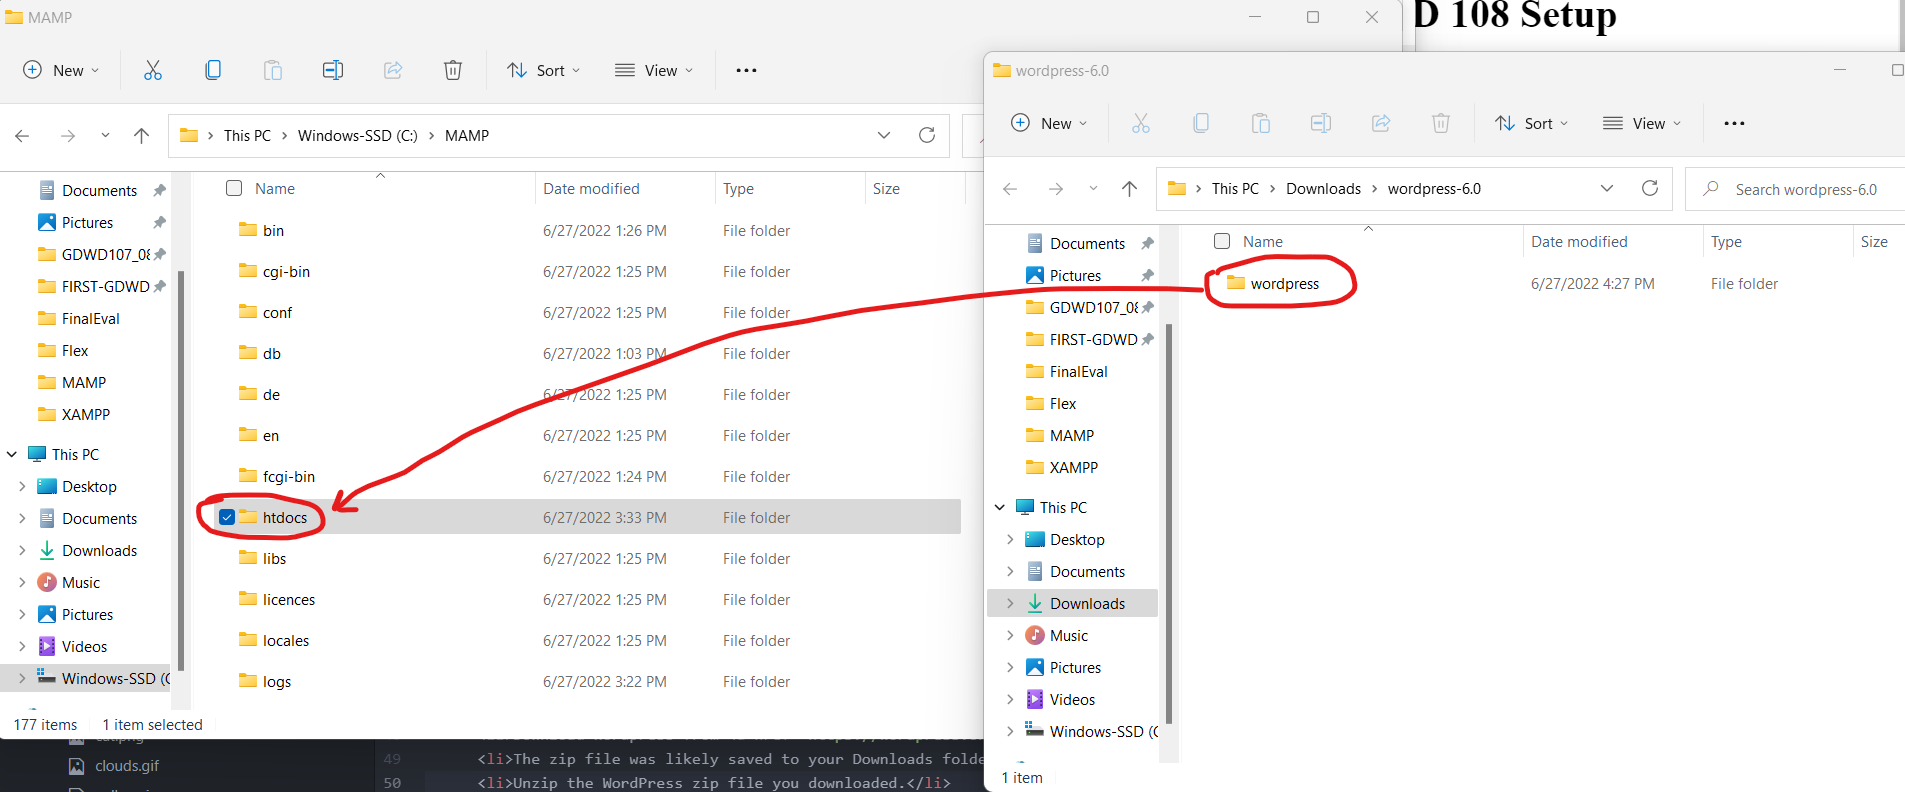 MAMP
New
Sort
View
This PC > Windows-SSD (C:) > MAMP
Documents
Pictures
GDWD107_08
FIRST-GDWD
FinalEval
Flex
MAMP
XAMPP
This PC
Desktop
Documents
Downloads
Music
Pictures
Videos
Windows-SSD (C
Name Date modified Type Size
bin 6/27/2022 1:26 PM File folder
cgi-bin 6/27/2022 1:25 PM File folder
conf 6/27/2022 1:25 PM File folder
db 6/27/2022 1:03 PM File folder
de 6/27/2022 1:25 PM File folder
en 6/27/2022 1:25 PM File folder
fcgi-bin 6/27/2022 1:24 PM File folder
htdocs 6/27/2022 3:33 PM File folder
libs 6/27/2022 1:25 PM File folder
licences 6/27/2022 1:25 PM File folder
locales 6/27/2022 1:25 PM File folder
logs 6/27/2022 3:22 PM File folder
177 items 1 item selected
D 108 Setup
wordpress-6.0
New
Sort
View
This PC > Downloads > wordpress-6.0
Search wordpress-6.0
Documents
Pictures
GDWD107_08
FIRST-GDWD
FinalEval
Flex
MAMP
XAMPP
This PC
Desktop
Documents
Downloads
Music
Pictures
Videos
Windows-SSD (C
Name Date modified Type Size
wordpress 6/27/2022 4:27 PM File folder
1 item
clouds.gif
49 <li>The zip file was likely saved to your Downloads folde
50 <li>Unzip the WordPress zip file you downloaded.</li>